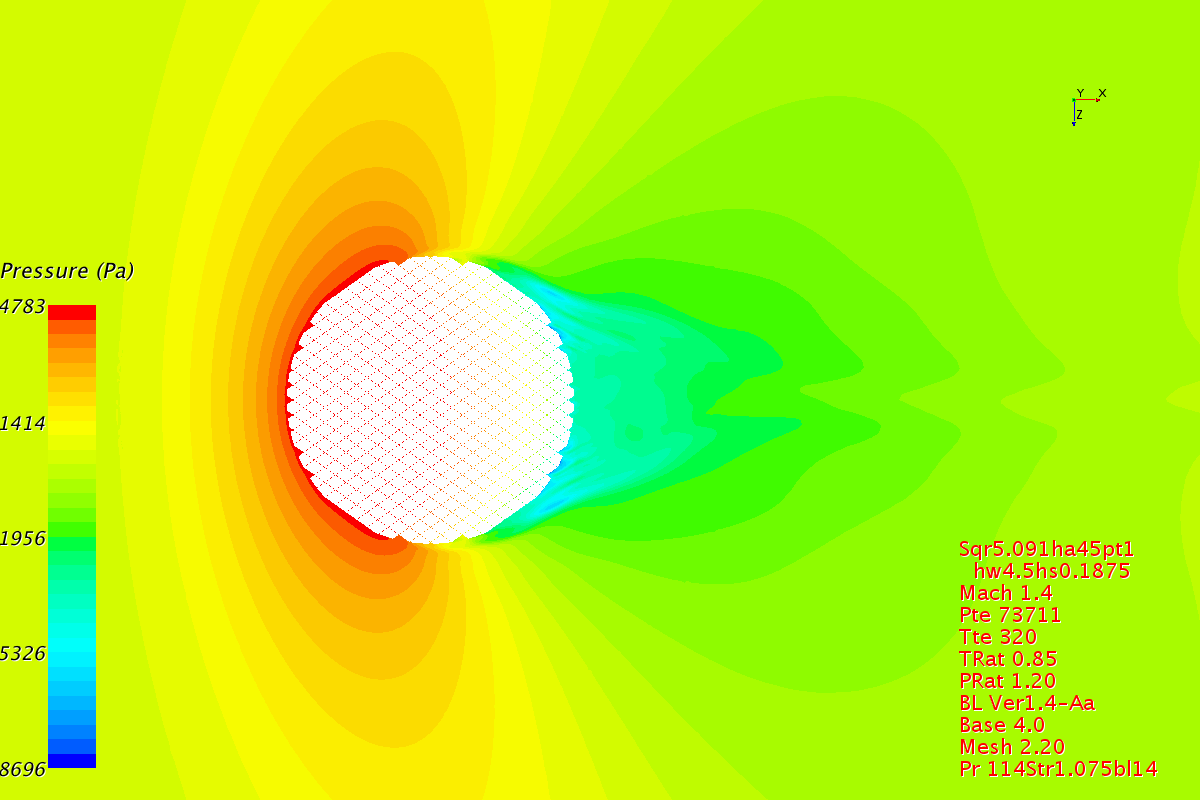 Y X
Z
Pressure (Pa)
4783
1414
1956
5326
8696
Sqr5.091ha45pt1
hw4.5hs0.1875
Mach 1.4
Pte 73711
Tte 320
TRat 0.85
PRat 1.20
BL Ver1.4-Aa
Base 4.0
Mesh 2.20
Pr 114Str1.075bl14